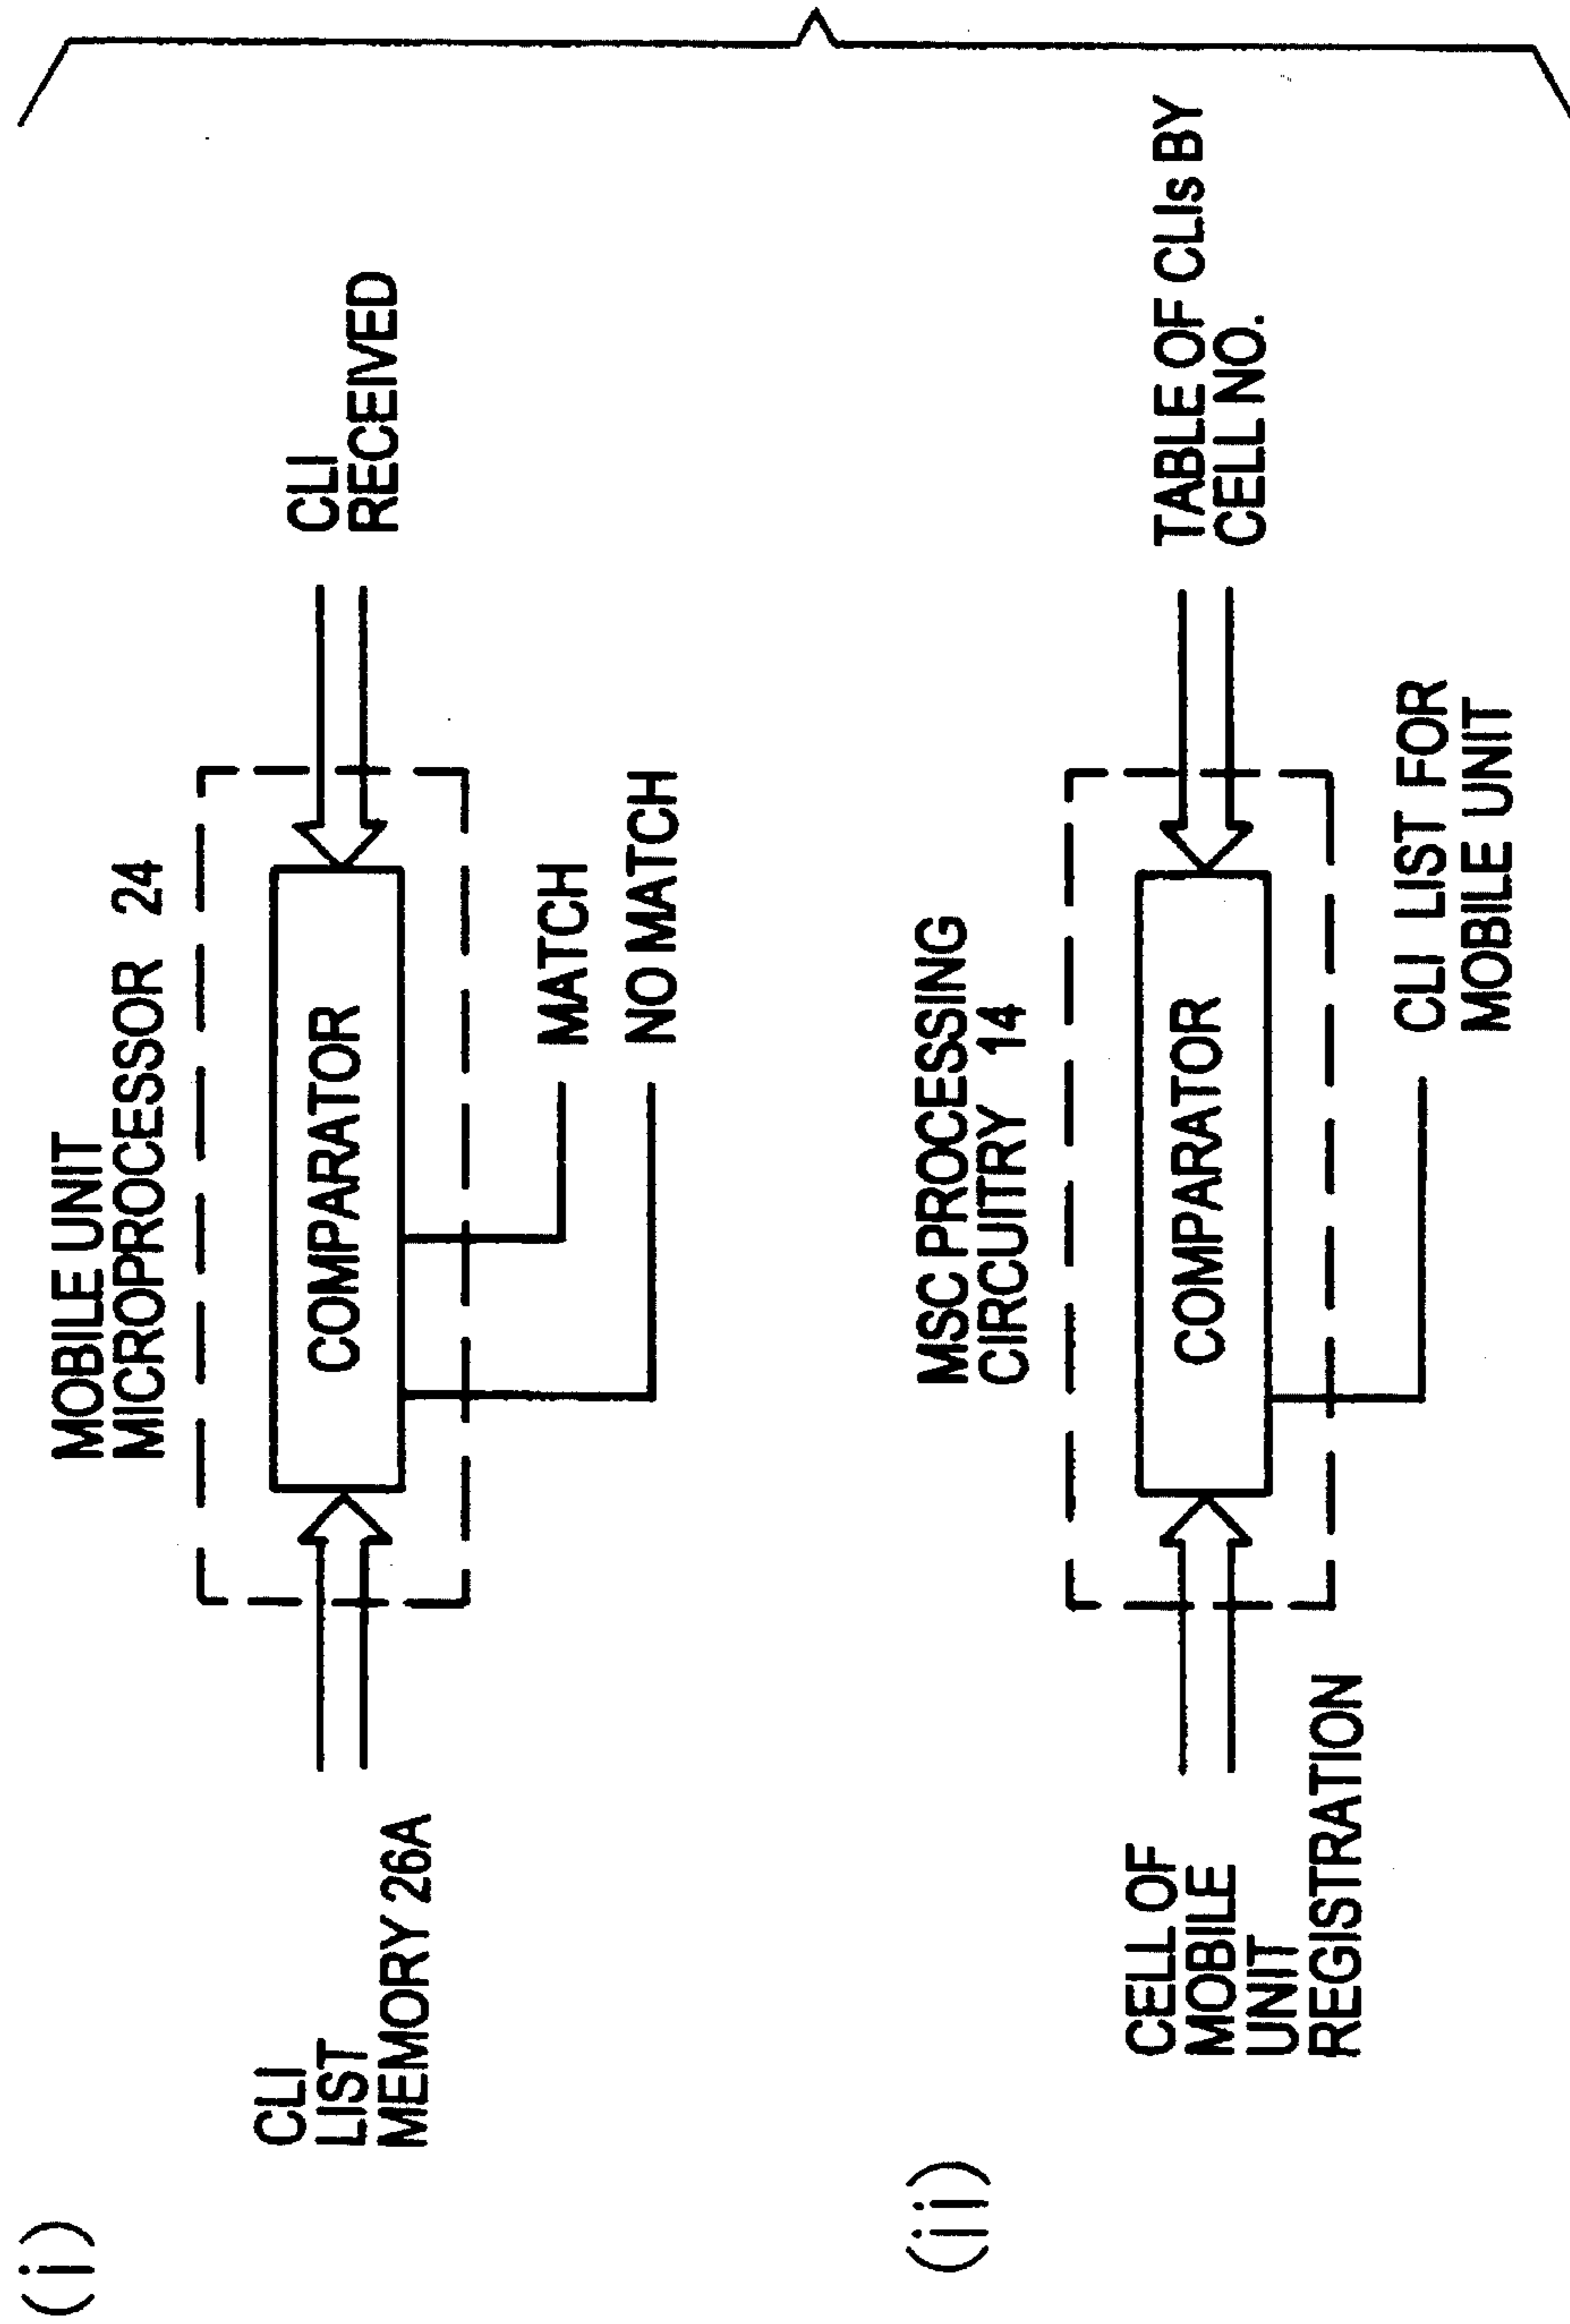 (i)
MOBILE UNIT
MICROPROCESSOR 24
CLI
LIST
MEMORY 26A
COMPARATOR
CLI
RECEIVED
MATCH
NO MATCH
(ii)
MSC PROCESSING
CIRCUITRY 14
CELL OF
MOBILE
UNIT
REGISTRATION
COMPARATOR
TABLE OF CLIs BY
CELL NO.
CLI LIST FOR
MOBILE UNIT